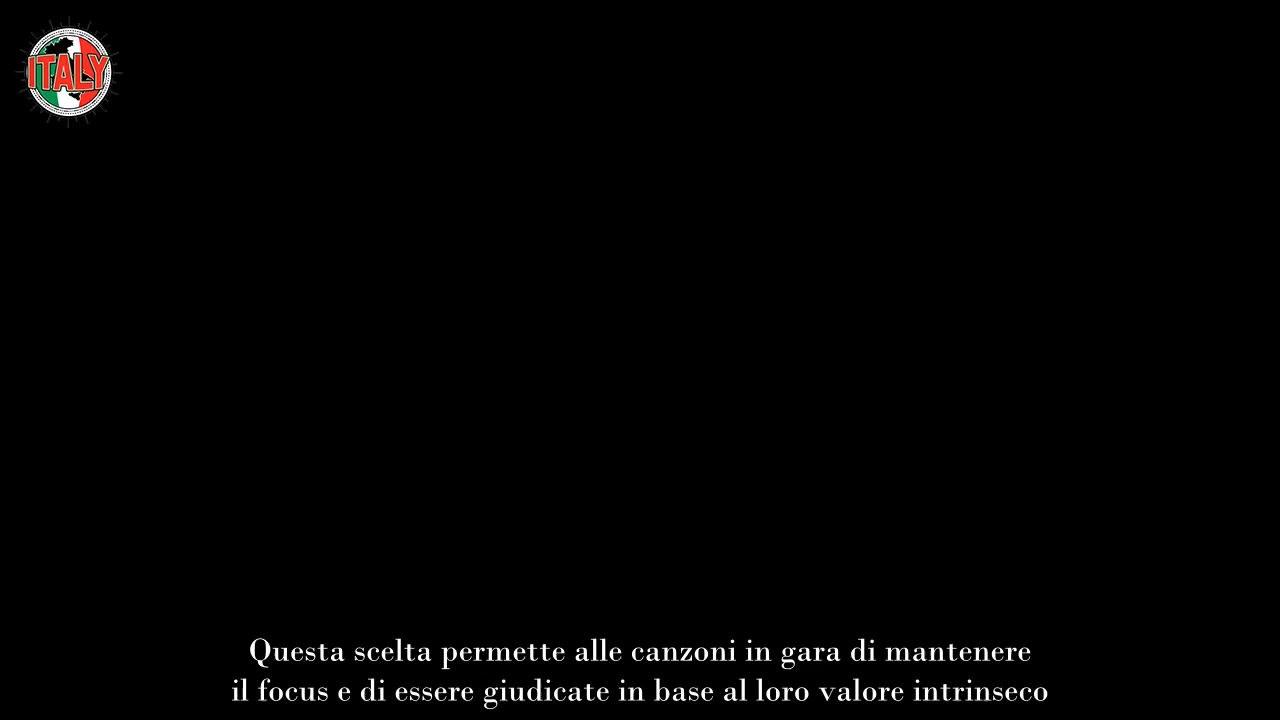 ITALY
Questa scelta permette alle canzoni in gara di mantenere
il focus e di essere giudicate in base al loro valore intrinseco